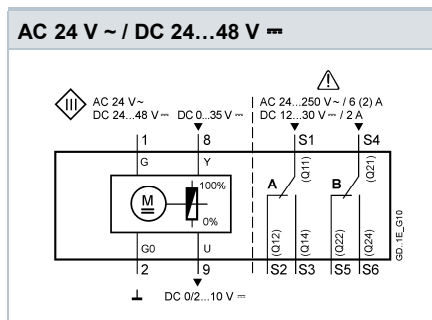 AC 24 V ~ / DC 24...48 V ⎓
AC 24 V~
DC 24...48 V ⎓
DC 0...35 V ⎓
AC 24...250 V~ / 6 (2) A
DC 12...30 V ⎓ / 2 A
III
1
8
S1
S4
G
Y
(Q11)
(Q21)
100%
A
B
M
0%
G0
U
(Q12)
(Q14)
(Q22)
(Q24)
2
9
S2
S3
S5
S6
DC 0/2...10 V ⎓
GD..1E_G10